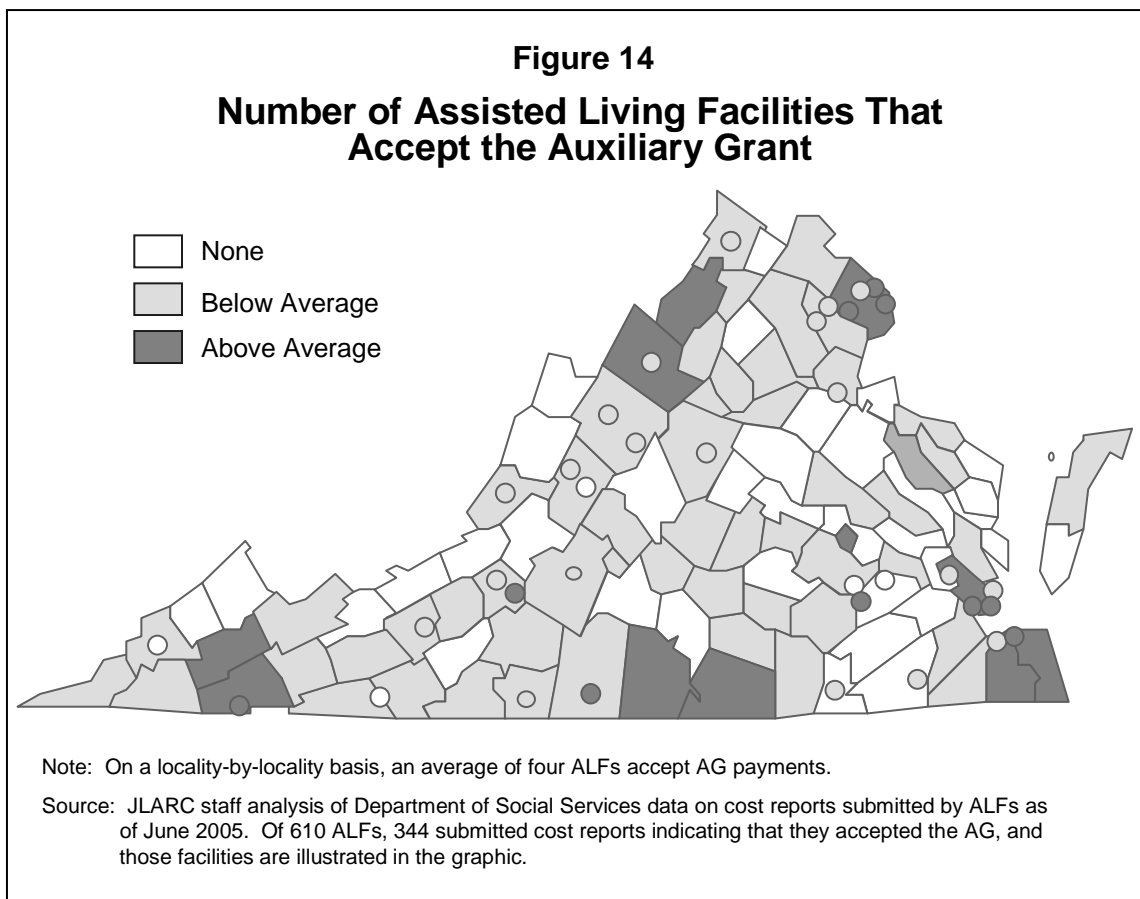 Figure 14
Number of Assisted Living Facilities That
Accept the Auxiliary Grant
None
Below Average
Above Average
Note: On a locality-by-locality basis, an average of four ALFs accept AG payments.
Source: JLARC staff analysis of Department of Social Services data on cost reports submitted by ALFs as
of June 2005. Of 610 ALFs, 344 submitted cost reports indicating that they accepted the AG, and
those facilities are illustrated in the graphic.